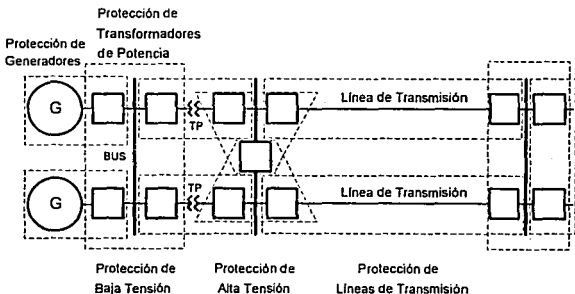 Protección de
Transformadores
de Potencia
Protección de
Generadores
G
TP
Línea de Transmisión
BUS
G
TP
Línea de Transmisión
Protección de
Baja Tensión
Protección de
Alta Tensión
Protección de
Líneas de Transmisión